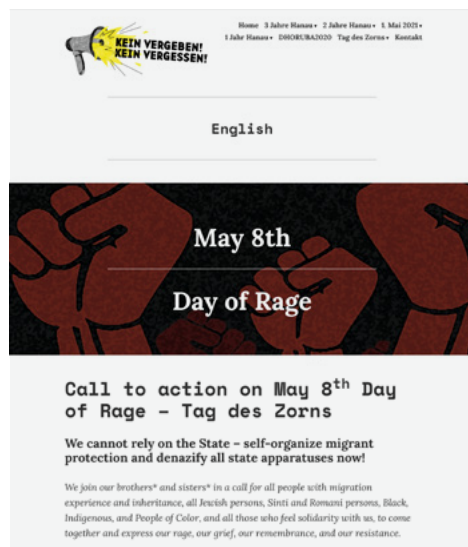 KEIN VERGEBEN!
KEIN VERGESSEN!
Home 3 Jahre Hanau 2 Jahre Hanau 1. Mai 2021
1 Jahr Hanau DHORUBA2020 Tag des Zorns Kontakt
English
May 8th
Day of Rage
Call to action on May 8th Day
of Rage – Tag des Zorns
We cannot rely on the State – self-organize migrant
protection and denazify all state apparatuses now!
We join our brothers* and sisters* in a call for all people with migration
experience and inheritance, all Jewish persons, Sinti and Romani persons, Black,
Indigenous, and People of Color, and all those who feel solidarity with us, to come
together and express our rage, our grief, our remembrance, and our resistance.